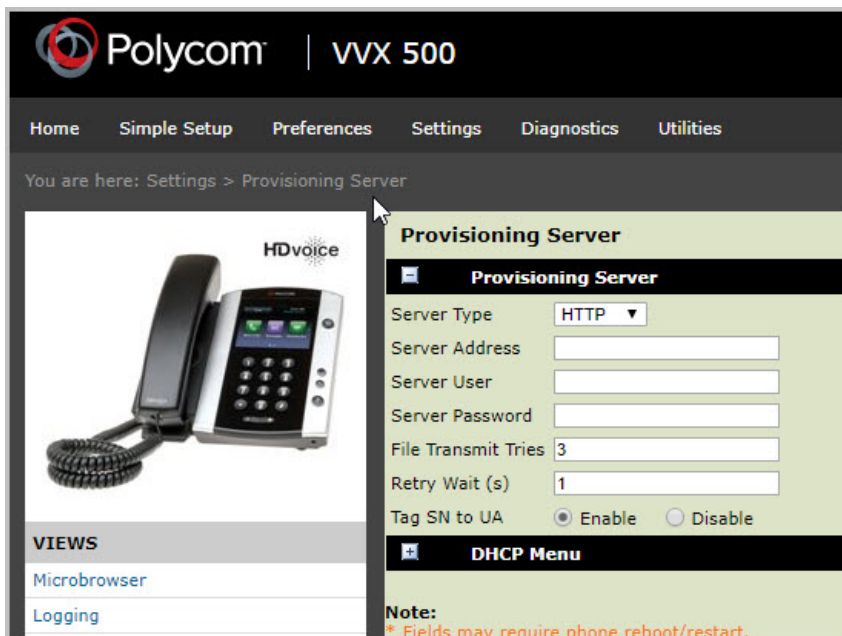 Polycom | VVX 500
Home Simple Setup Preferences Settings Diagnostics Utilities
You are here: Settings > Provisioning Server
HDvoice
VIEWS
Microbrowser
Logging
Provisioning Server
Provisioning Server
Server Type HTTP
Server Address
Server User
Server Password
File Transmit Tries 3
Retry Wait (s) 1
Tag SN to UA Enable Disable
DHCP Menu
Note:
* Fields may require phone reboot/restart.